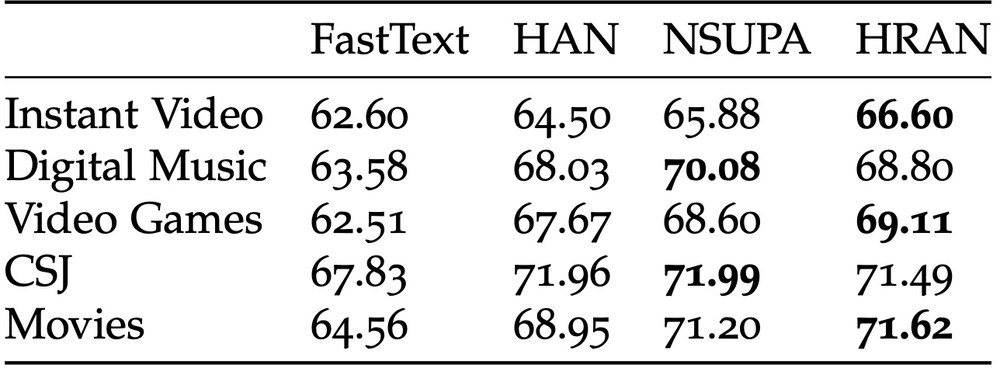 FastText HAN NSUPA HRAN
Instant Video 62.60 64.50 65.88 66.60
Digital Music 63.58 68.03 70.08 68.80
Video Games 62.51 67.67 68.60 69.11
CSJ 67.83 71.96 71.99 71.49
Movies 64.56 68.95 71.20 71.62